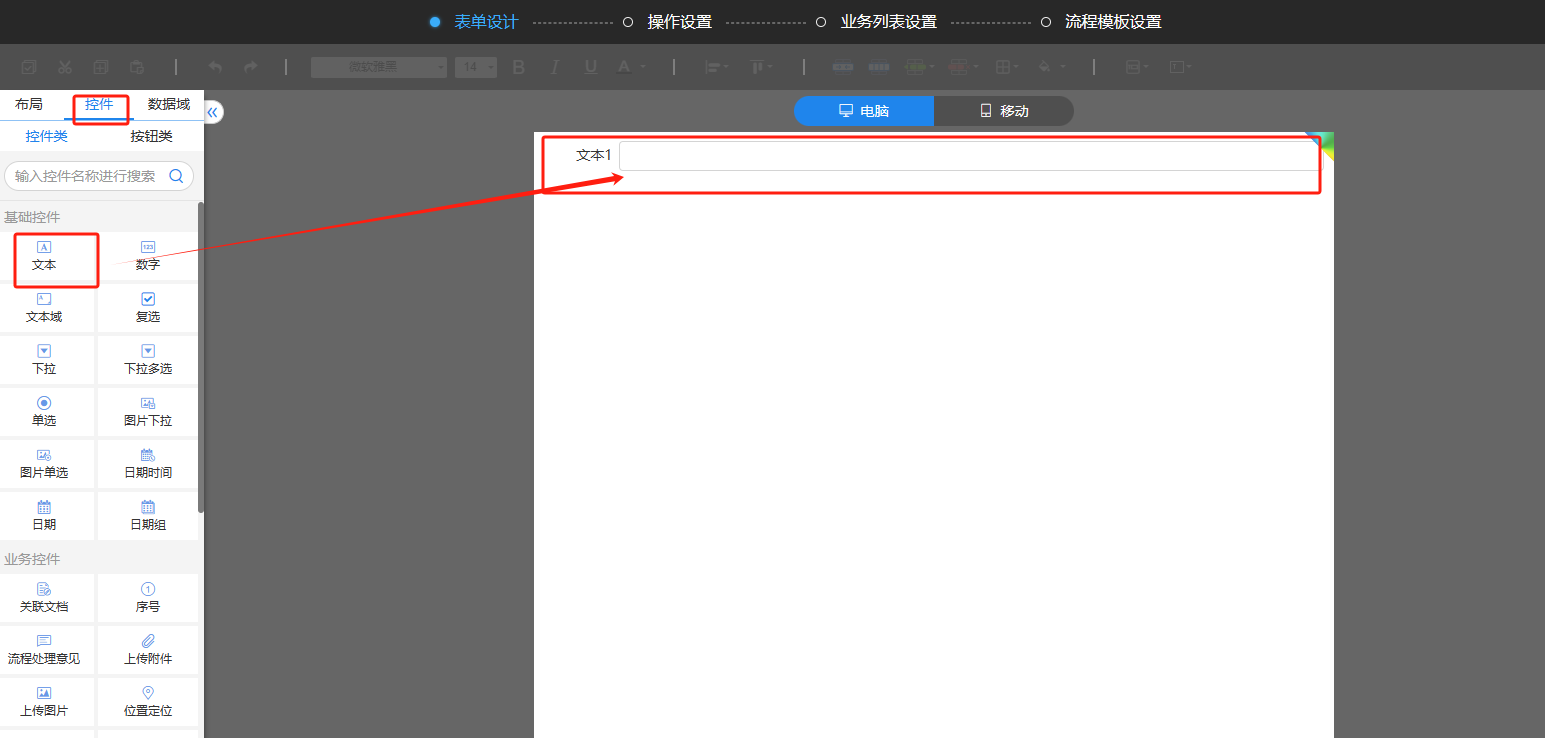 表单设计 操作设置 业务列表设置 流程模板设置
微软雅黑 14 B I U A
布局 控件 数据域
电脑 移动
控件类 按钮类
文本1
输入控件名称进行搜索
基础控件
文本 数字
文本域 复选
下拉 下拉多选
单选 图片下拉
图片单选 日期时间
日期 日期组
业务控件
关联文档 序号
流程处理意见 上传附件
上传图片 位置定位